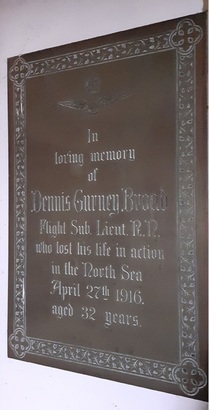 In
loving memory
of
Dennis Gurney Broad
Flight Sub. Lieut. R.N.
who lost his life in action
in the North Sea
April 27th 1916.
aged 32 years.